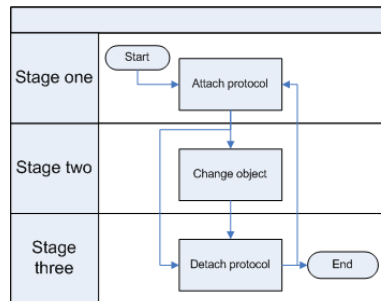 Start
Stage one
Attach protocol
Stage two
Change object
Stage
three
Detach protocol
End